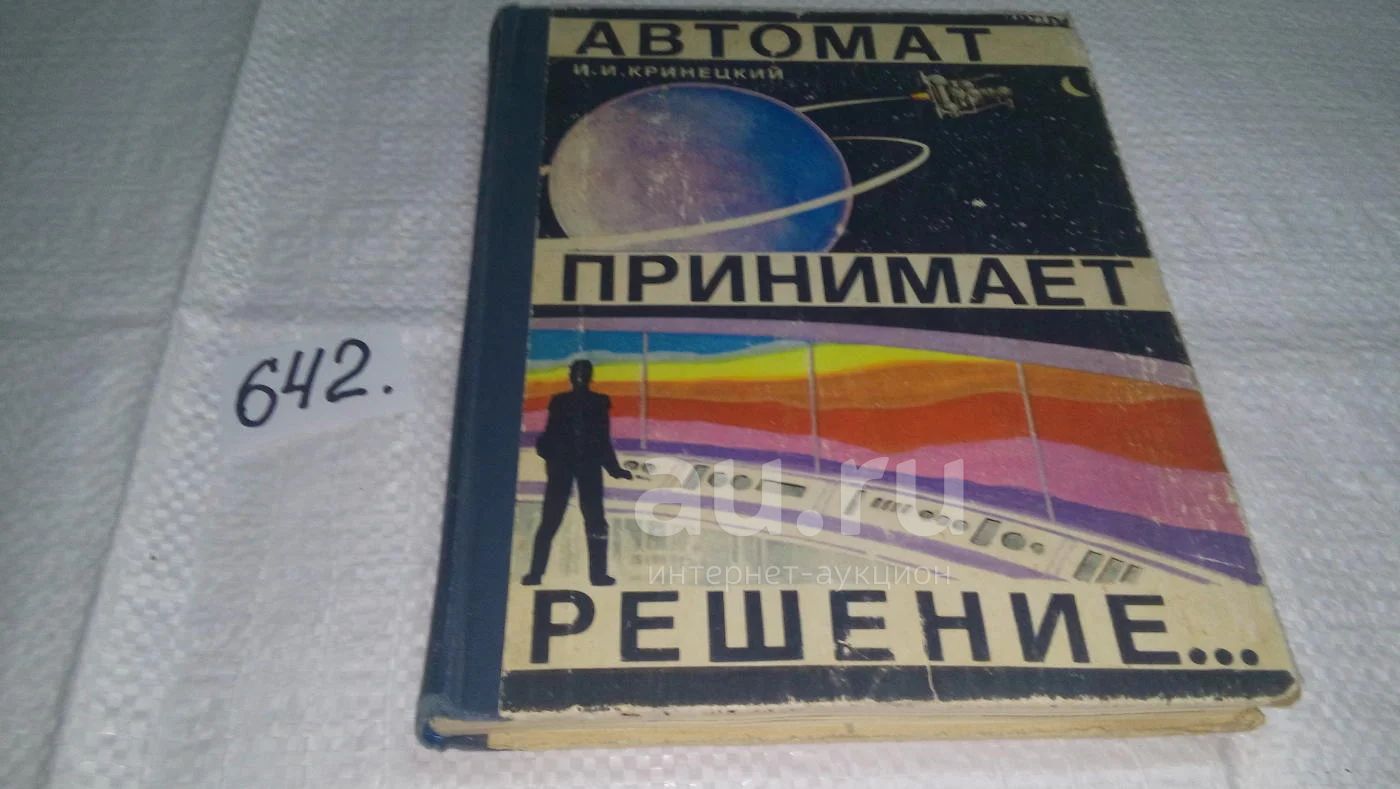 АВТОМАТ
И.И.КРИНЕЦКИЙ
ПРИНИМАЕТ
642.
au.ru
интернет-аукцион
РЕШЕНИЕ...